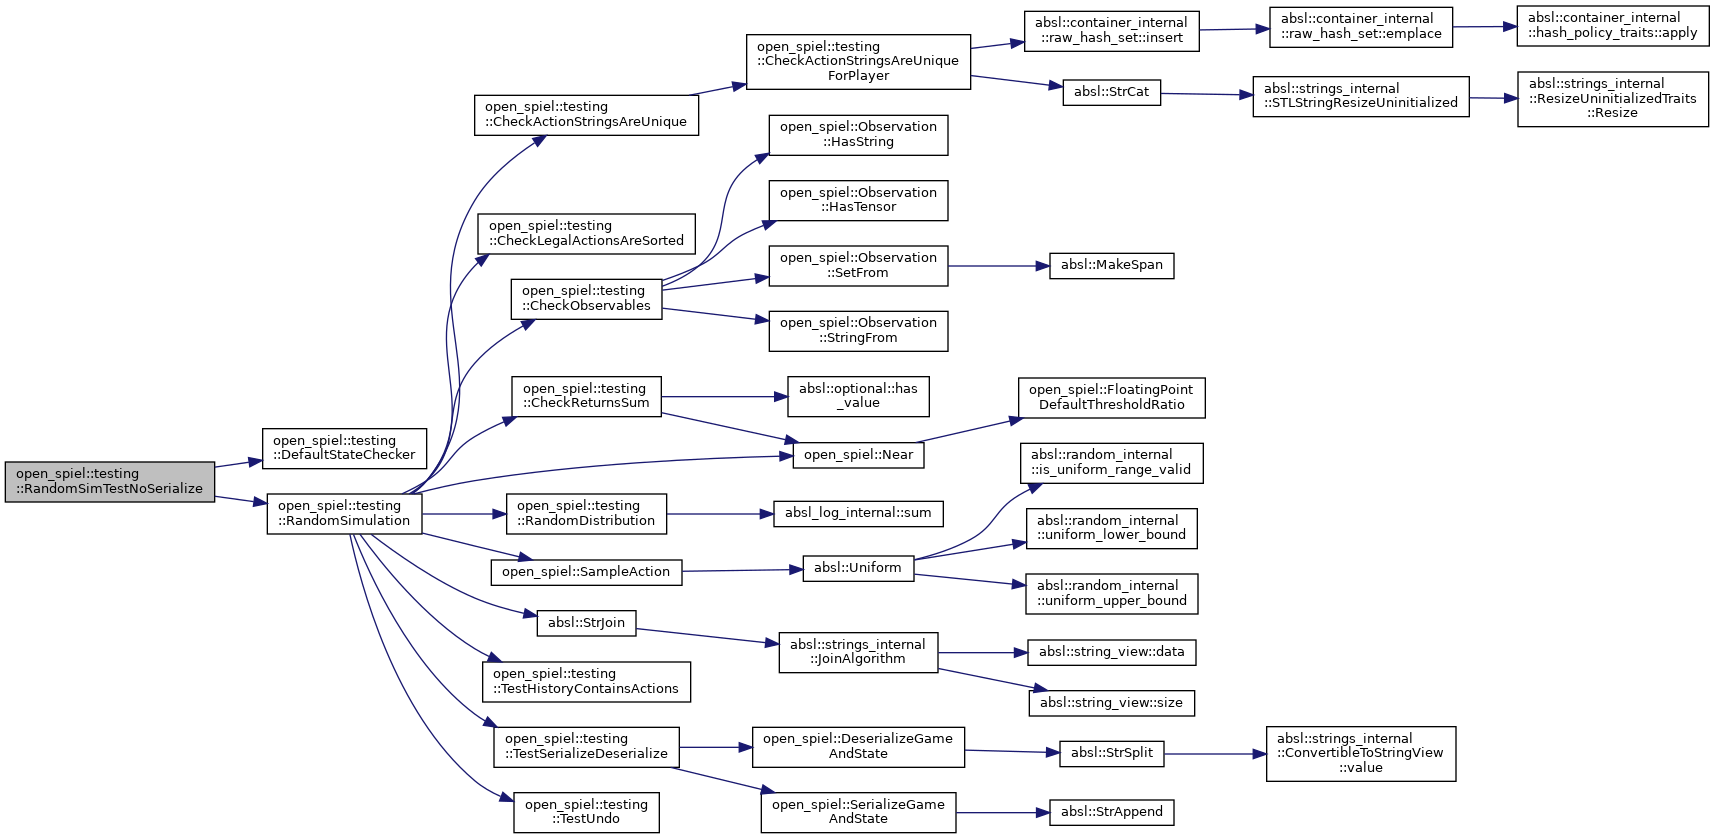 open_spiel::testing
::RandomSimTestNoSerialize
open_spiel::testing
::DefaultStateChecker
open_spiel::testing
::RandomSimulation
open_spiel::testing
::CheckActionStringsAreUnique
open_spiel::testing
::CheckLegalActionsAreSorted
open_spiel::testing
::CheckObservables
open_spiel::testing
::CheckReturnsSum
open_spiel::testing
::RandomDistribution
open_spiel::SampleAction
absl::StrJoin
open_spiel::testing
::TestHistoryContainsActions
open_spiel::testing
::TestSerializeDeserialize
open_spiel::testing
::TestUndo
open_spiel::testing
::CheckActionStringsAreUnique
ForPlayer
open_spiel::Observation
::HasString
open_spiel::Observation
::HasTensor
open_spiel::Observation
::SetFrom
open_spiel::Observation
::StringFrom
absl::optional::has
_value
open_spiel::Near
absl_log_internal::sum
absl::Uniform
absl::strings_internal
::JoinAlgorithm
open_spiel::DeserializeGame
AndState
open_spiel::SerializeGame
AndState
absl::container_internal
::raw_hash_set::insert
absl::StrCat
absl::MakeSpan
open_spiel::FloatingPoint
DefaultThresholdRatio
absl::random_internal
::is_uniform_range_valid
absl::random_internal
::uniform_lower_bound
absl::random_internal
::uniform_upper_bound
absl::string_view::data
absl::string_view::size
absl::StrSplit
absl::StrAppend
absl::container_internal
::raw_hash_set::emplace
absl::strings_internal
::STLStringResizeUninitialized
absl::strings_internal
::ConvertibleToStringView
::value
absl::container_internal
::hash_policy_traits::apply
absl::strings_internal
::ResizeUninitializedTraits
::Resize